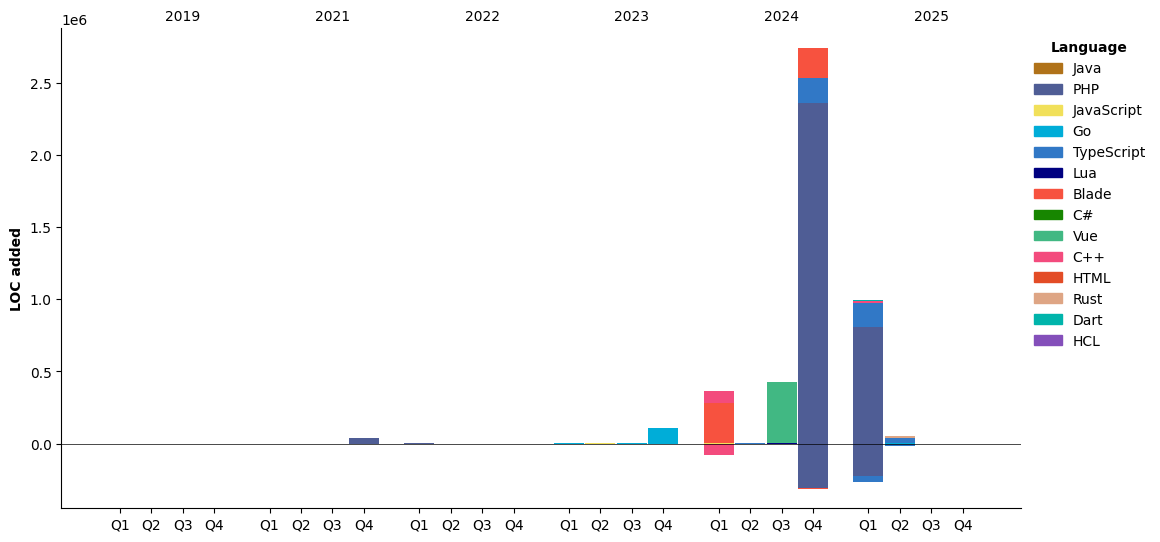 2019 2021 2022 2023 2024 2025
1e6
Language
Java
PHP
JavaScript
Go
TypeScript
Lua
Blade
C#
Vue
C++
HTML
Rust
Dart
HCL
LOC added
2.5
2.0
1.5
1.0
0.5
0.0
Q1 Q2 Q3 Q4 Q1 Q2 Q3 Q4 Q1 Q2 Q3 Q4 Q1 Q2 Q3 Q4 Q1 Q2 Q3 Q4 Q1 Q2 Q3 Q4